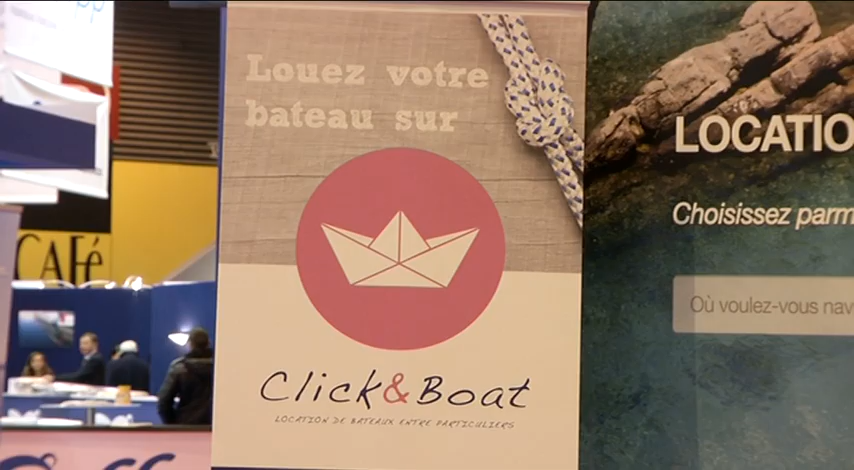 Louez votre
bateau sur
Click&Boat
LOCATION DE BATEAUX ENTRE PARTICULIERS
LOCATIO
Choisissez parm
Où voulez-vous nav
CAFé